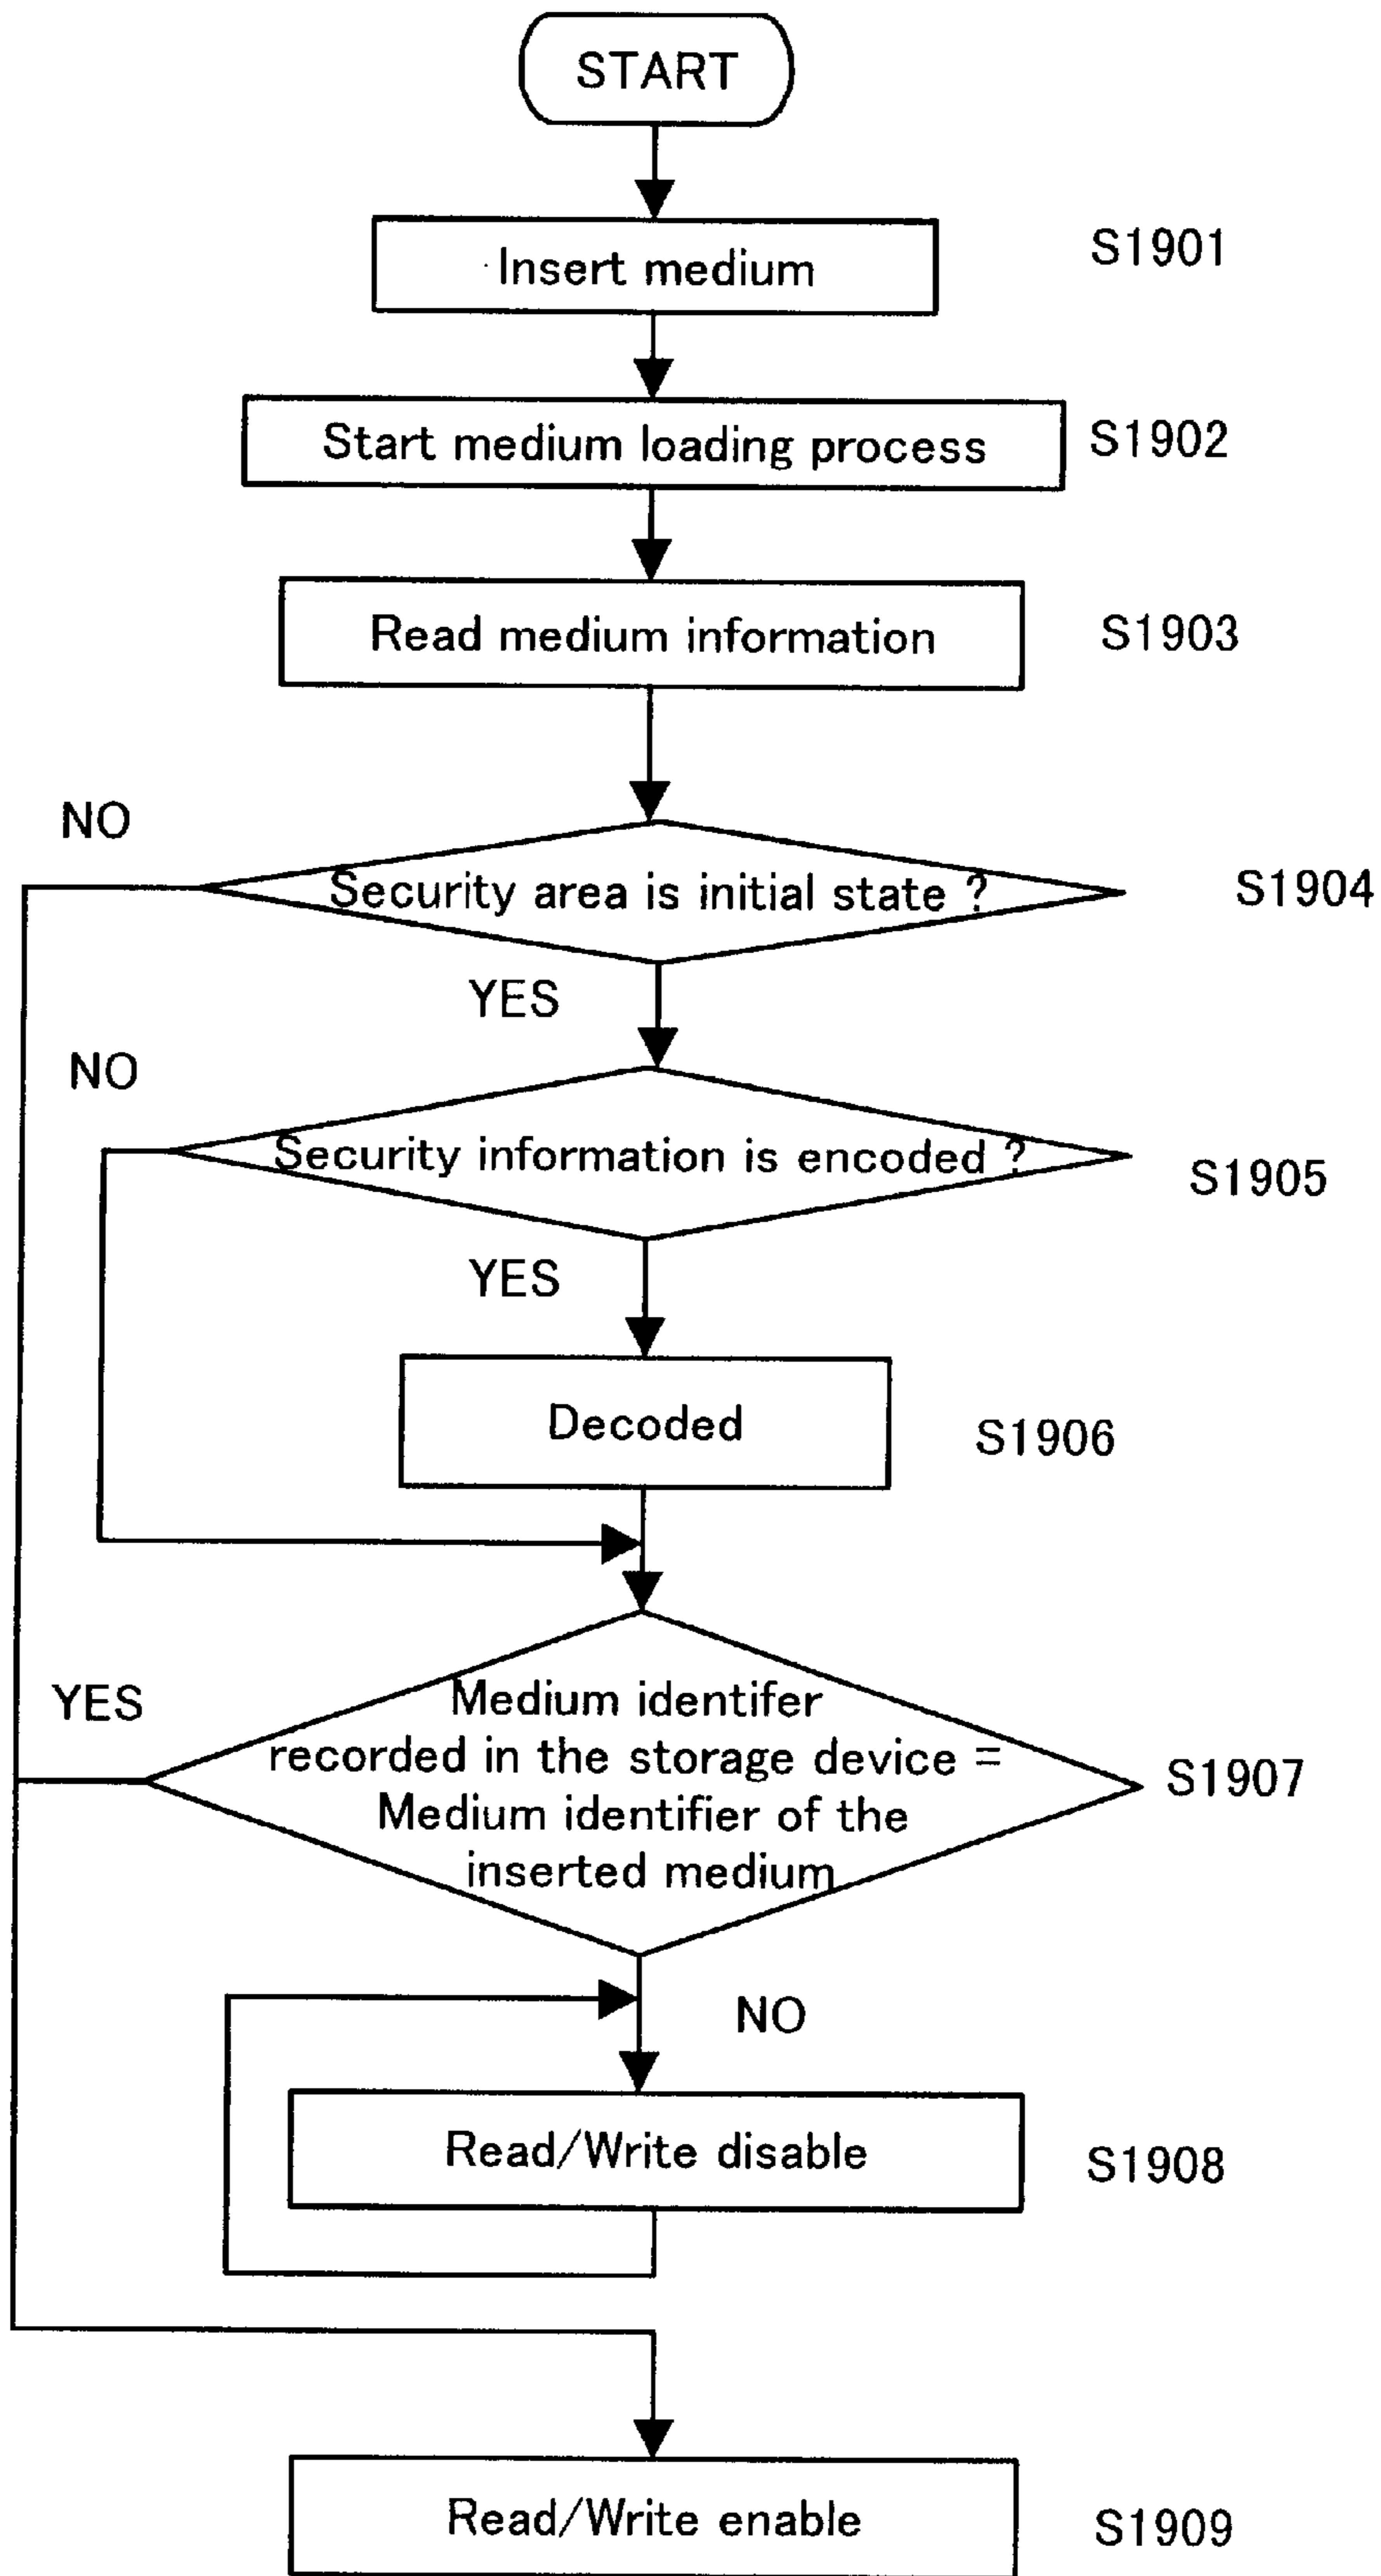 START
Insert medium
S1901
Start medium loading process
S1902
Read medium information
S1903
NO
Security area is initial state ?
S1904
YES
NO
Security information is encoded ?
S1905
YES
Decoded
S1906
YES
Medium identifer
recorded in the storage device =
Medium identifier of the
inserted medium
S1907
NO
Read/Write disable
S1908
Read/Write enable
S1909